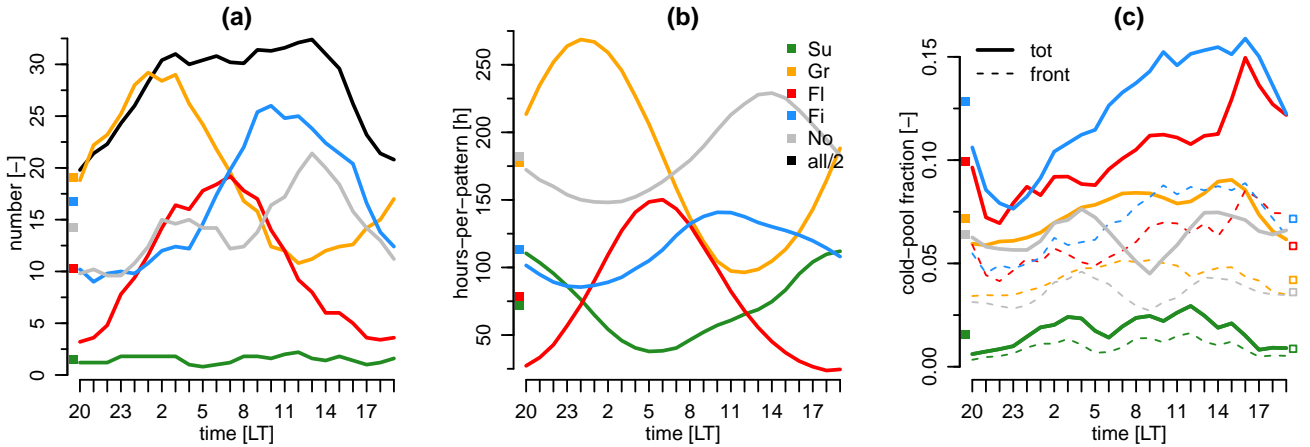 (a)
number [−]
0
5
10
15
20
25
30
20 23 2 5 8 11 14 17
time [LT]
(b)
hours−per−pattern [h]
50
100
150
200
250
20 23 2 5 8 11 14 17
time [LT]
Su
Gr
Fl
Fi
No
all/2
(c)
cold−pool fraction [−]
0.00
0.05
0.10
0.15
20 23 2 5 8 11 14 17
time [LT]
tot
front